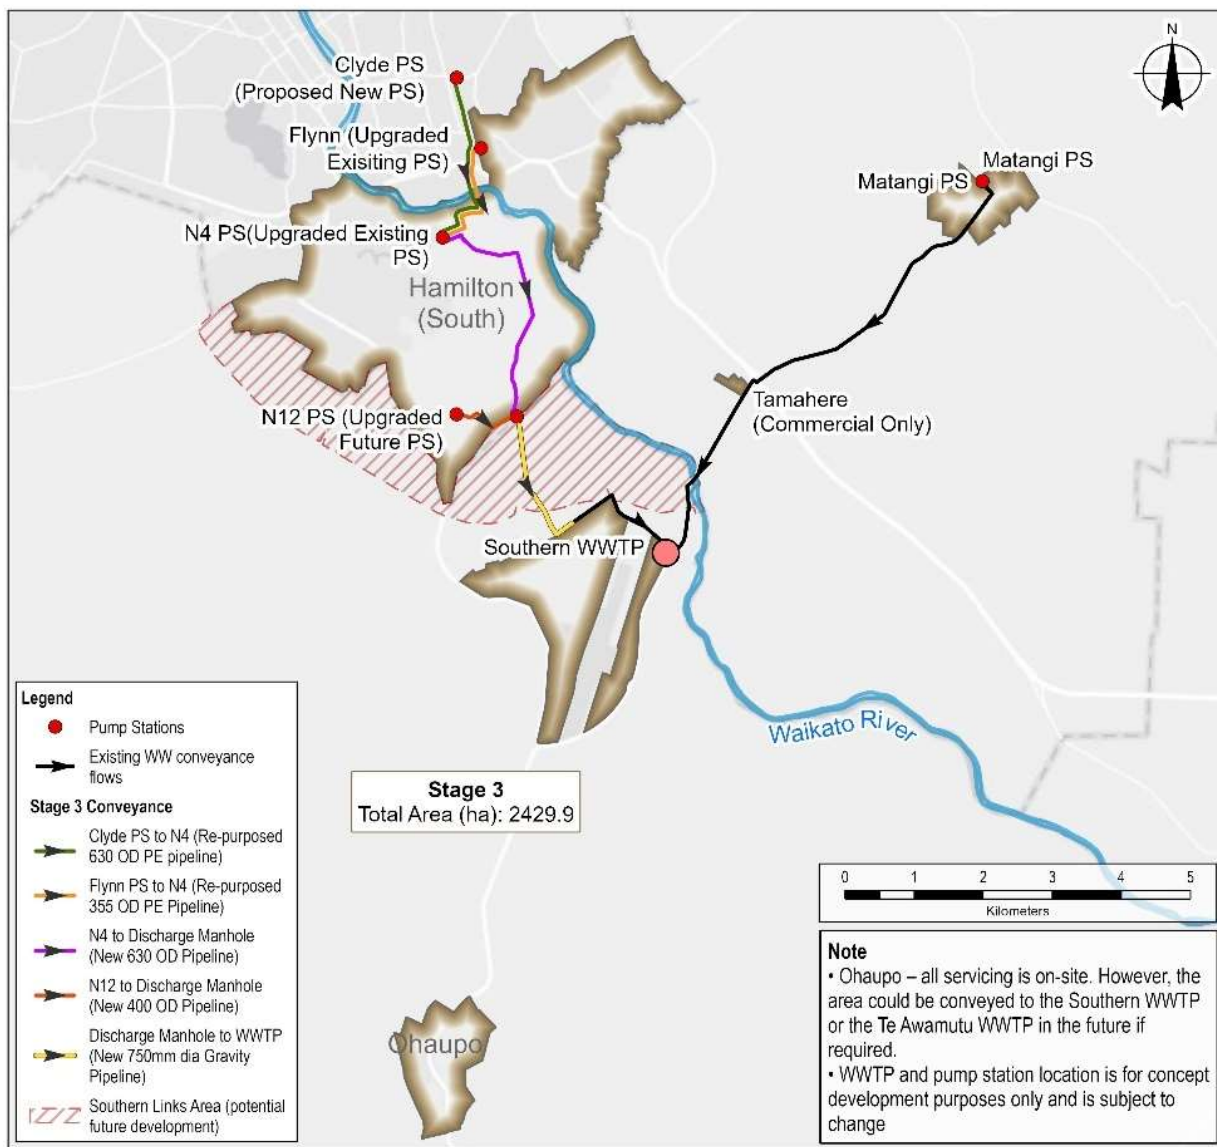 N
Clyde PS
(Proposed New PS)
Flynn (Upgraded
Exisiting PS)
Matangi PS
Matangi PS
N4 PS(Upgraded Existing
PS)
Hamilton
(South)
Tamahere
(Commercial Only)
N12 PS (Upgraded
Future PS)
Southern WWTP
Waikato River
Legend
Pump Stations
Existing WW conveyance
flows
Stage 3 Conveyance
Clyde PS to N4 (Re-purposed
630 OD PE pipeline)
Flynn PS to N4 (Re-purposed
355 OD PE Pipeline)
N4 to Discharge Manhole
(New 630 OD Pipeline)
N12 to Discharge Manhole
(New 400 OD Pipeline)
Discharge Manhole to WWTP
(New 750mm dia Gravity
Pipeline)
Southern Links Area (potential
future development)
Stage 3
Total Area (ha): 2429.9
Ohaupo
0 1 2 3 4 5
Kilometers
Note
• Ohaupo – all servicing is on-site. However, the
area could be conveyed to the Southern WWTP
or the Te Awamutu WWTP in the future if
required.
• WWTP and pump station location is for concept
development purposes only and is subject to
change